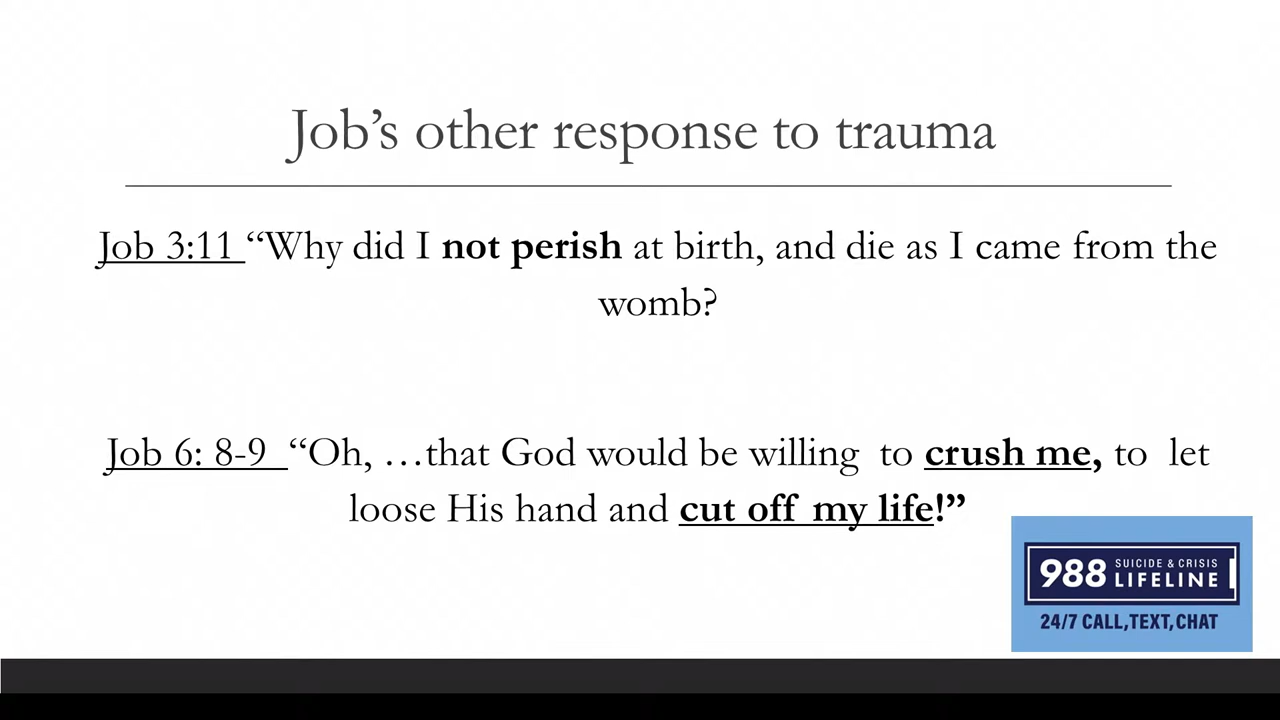 Job’s other response to trauma
Job 3:11 “Why did I not perish at birth, and die as I came from the
womb?
Job 6: 8-9 “Oh, …that God would be willing to crush me, to let
loose His hand and cut off my life!”
988 SUICIDE & CRISIS
LIFELINE
24/7 CALL,TEXT,CHAT